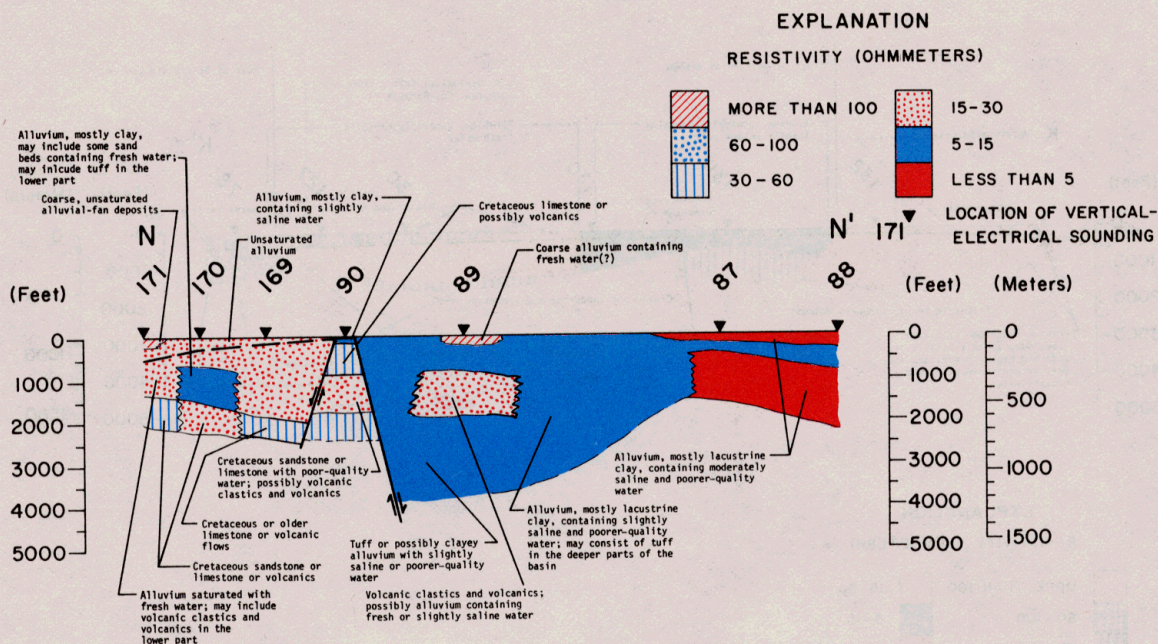 EXPLANATION
RESISTIVITY (OHMMETERS)
MORE THAN 100
60-100
30-60
15-30
5-15
LESS THAN 5
171 LOCATION OF VERTICAL-
ELECTRICAL SOUNDING
Alluvium, mostly clay,
may include some sand
beds containing fresh water;
may inlcude tuff in the
lower part
Coarse, unsaturated
alluvial-fan deposits
Unsaturated
alluvium
Alluvium, mostly clay,
containing slightly
saline water
Cretaceous limestone or
possibly volcanics
Coarse alluvium containing
fresh water(?)
N
N'
171
170
169
90
89
87
88
(Feet)
0
1000
2000
3000
4000
5000
(Feet)
0
1000
2000
3000
4000
5000
(Meters)
0
500
1000
1500
Cretaceous sandstone or
limestone with poor-quality
water; possibly volcanic
clastics and volcanics
Cretaceous or older
limestone or volcanic
flows
Cretaceous sandstone or
limestone or volcanics
Alluvium saturated with
fresh water; may include
volcanic clastics and
volcanics in the
lower part
Tuff or possibly clayey
alluvium with slightly
saline or poorer-quality
water
Volcanic clastics and volcanics;
possibly alluvium containing
fresh or slightly saline water
Alluvium, mostly lacustrine
clay, containing slightly
saline and poorer-quality
water; may consist of tuff
in the deeper parts of the
basin
Alluvium, mostly lacustrine
clay, containing moderately
saline and poorer-quality
water